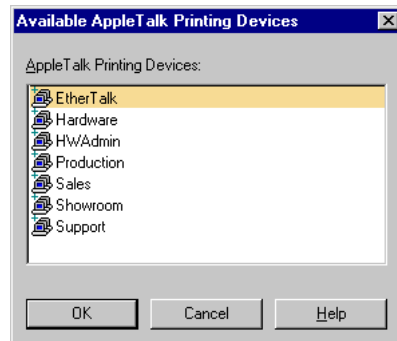 Available AppleTalk Printing Devices
AppleTalk Printing Devices:
EtherTalk
Hardware
HWAdmin
Production
Sales
Showroom
Support
OK Cancel Help